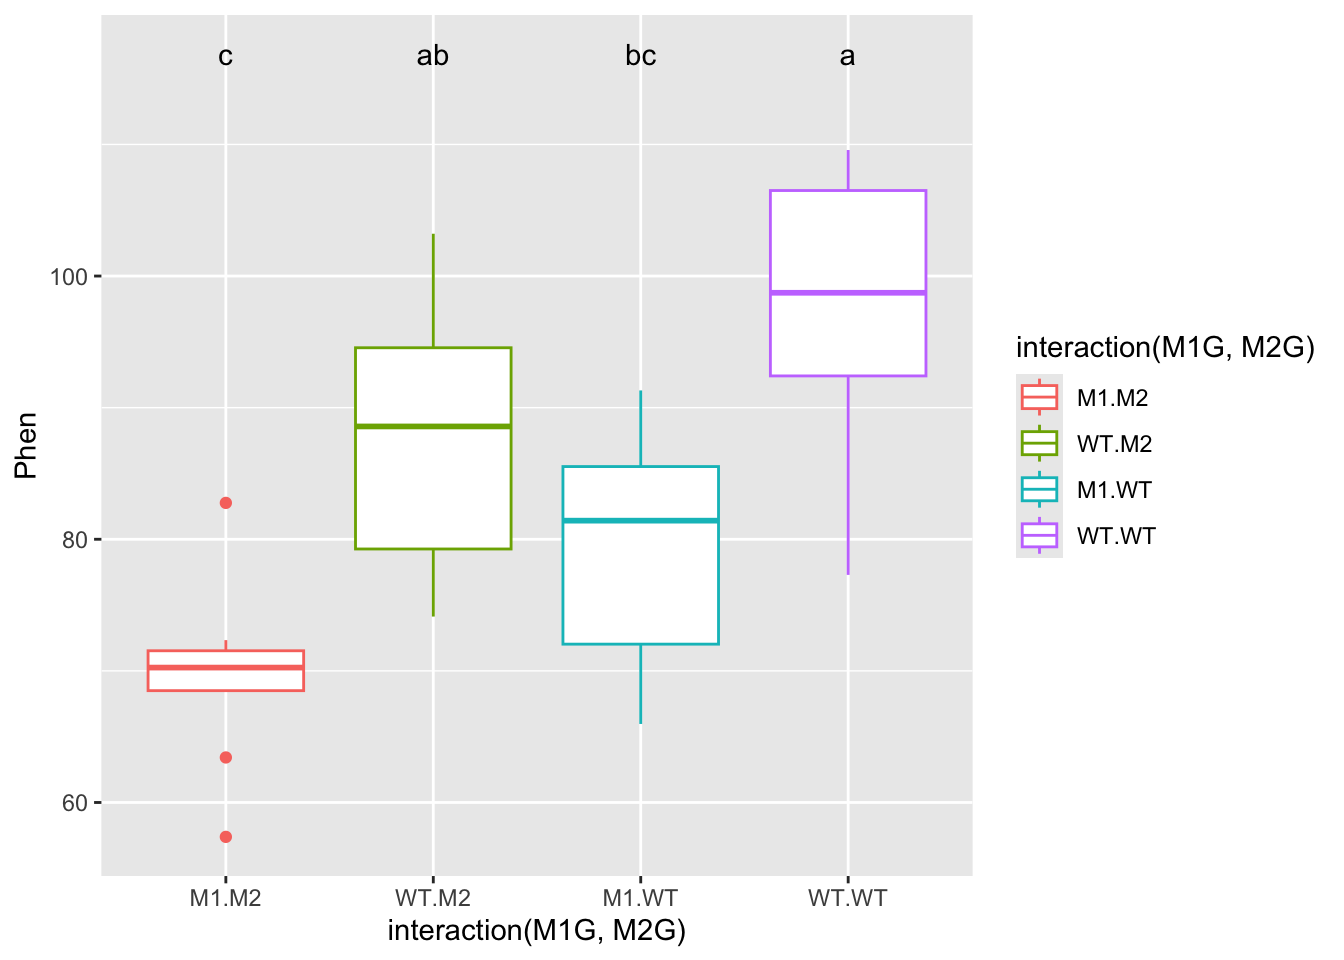 c ab bc a
100
80
60
Phen
M1.M2 WT.M2 M1.WT WT.WT
interaction(M1G, M2G)
interaction(M1G, M2G)
M1.M2
WT.M2
M1.WT
WT.WT